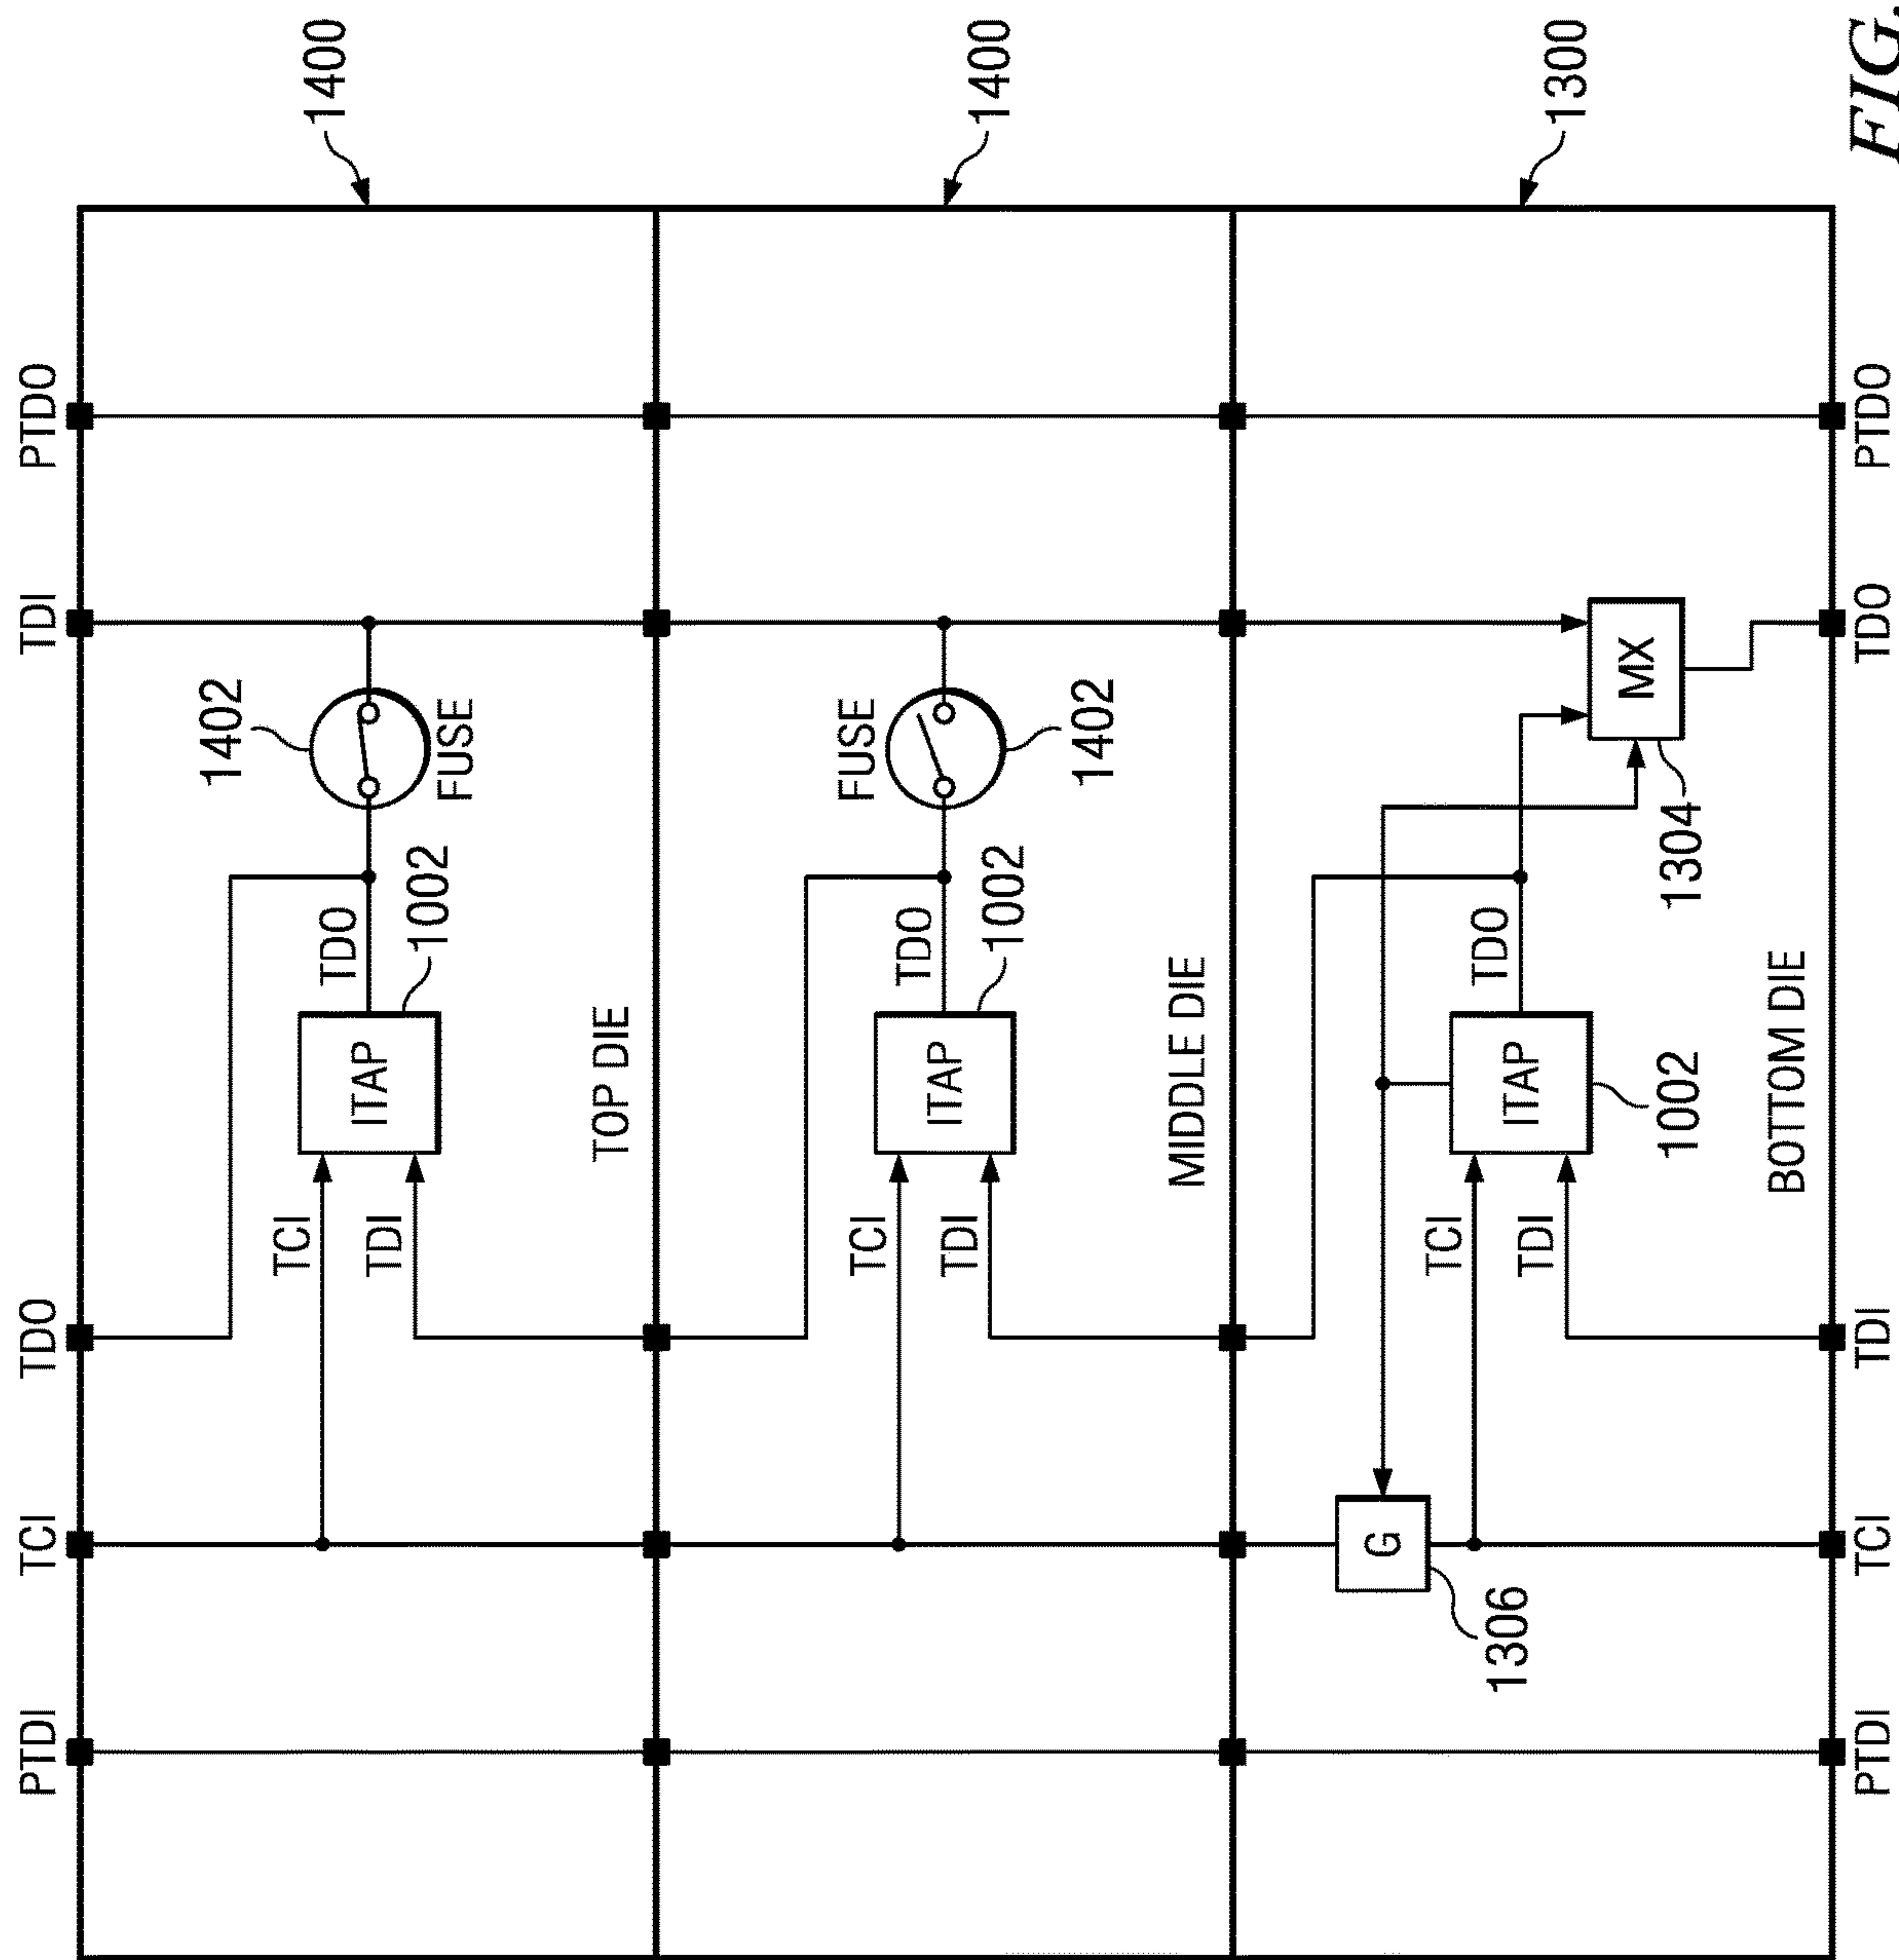 PTDI TCI TDO TDI PTDO
1402
TCI
1400
TDO
ITAP
TDI
1002
FUSE
TOP DIE
FUSE
TCI
TDO
ITAP
TDI
1400
1002
1402
MIDDLE DIE
G
TCI
TDO
1306
ITAP
TDI
1300
MX
1002
1304
BOTTOM DIE
PTDI TCI TDI TDO PTDO
FIG.